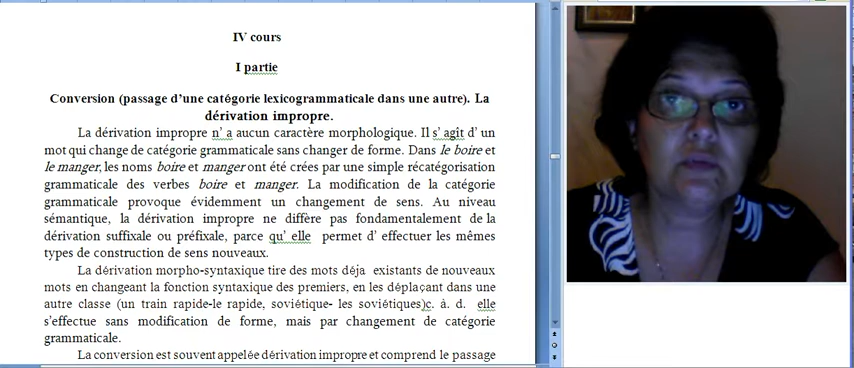 IV cours
I partie
Conversion (passage d’une catégorie lexicogrammaticale dans une autre). La
dérivation impropre.
La dérivation impropre n’ a aucun caractère morphologique. Il s’ agit d’ un
mot qui change de catégorie grammaticale sans changer de forme. Dans le boire et
le manger, les noms boire et manger ont été crées par une simple récatégorisation
grammaticale des verbes boire et manger. La modification de la catégorie
grammaticale provoque évidemment un changement de sens. Au niveau
sémantique, la dérivation impropre ne diffère pas fondamentalement de la
dérivation suffixale ou préfixale, parce qu’ elle permet d’ effectuer les mêmes
types de construction de sens nouveaux.
La dérivation morpho-syntaxique tire des mots déja existants de nouveaux
mots en changeant la fonction syntaxique des premiers, en les déplaçant dans une
autre classe (un train rapide-le rapide, soviétique- les soviétiques)c. à. d. elle
s’effectue sans modification de forme, mais par changement de catégorie
grammaticale.
La conversion est souvent appelée dérivation impropre et comprend le passage